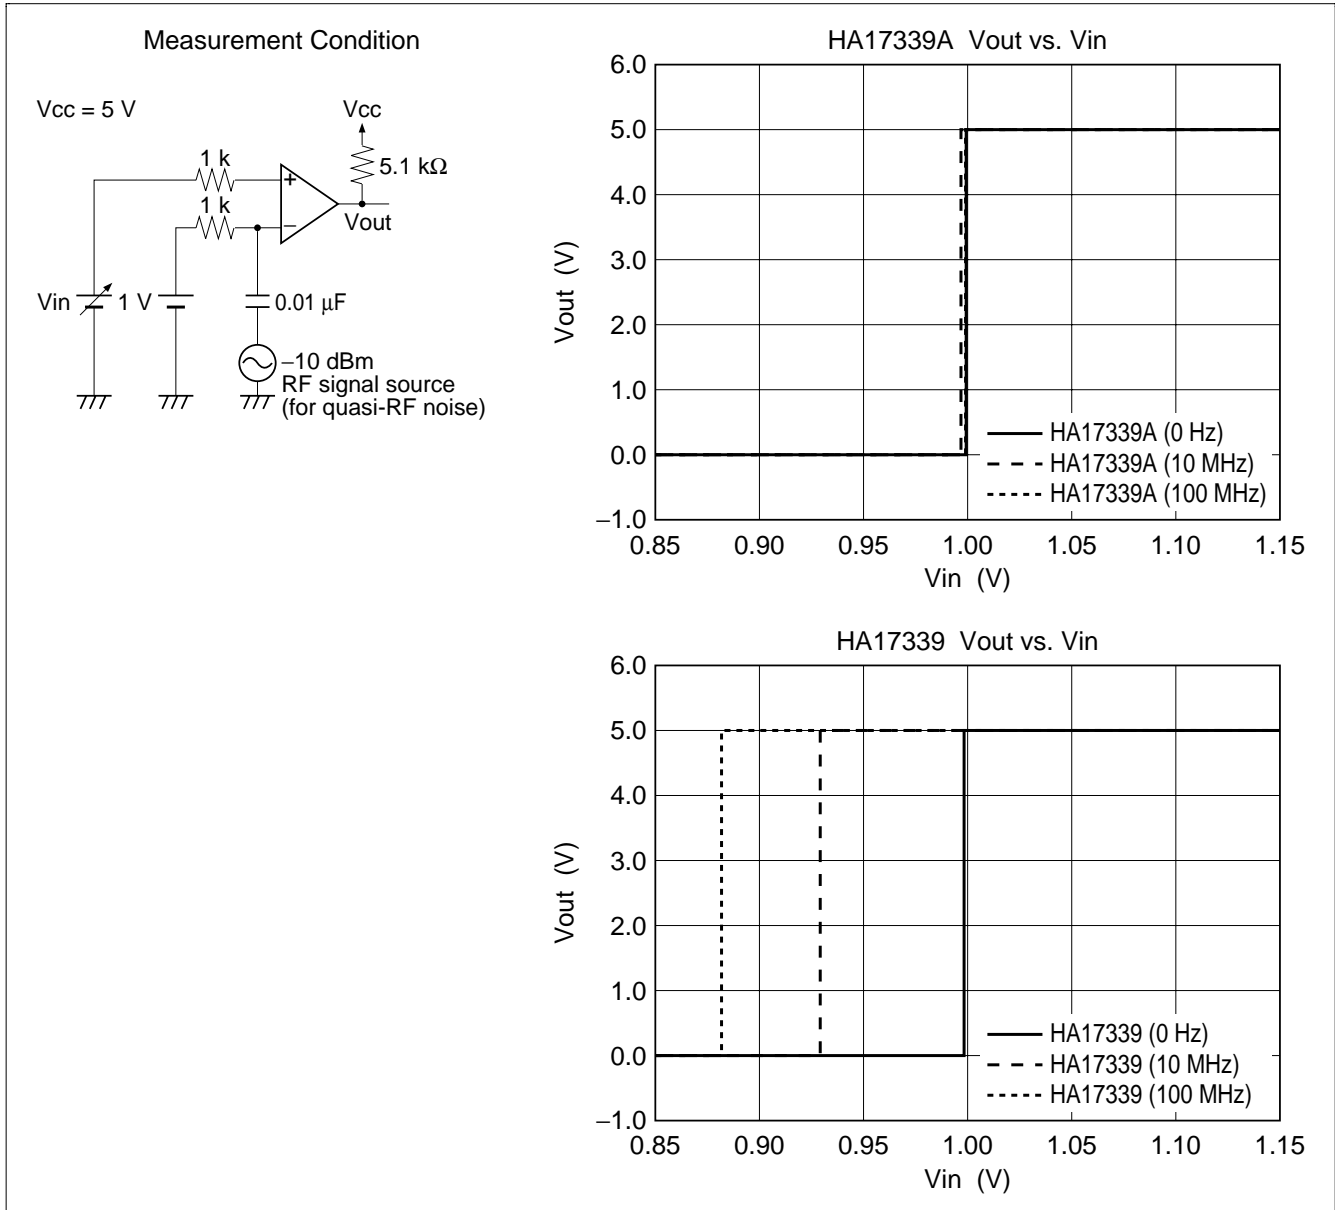 Measurement Condition
Vcc = 5 V
Vcc
5.1 kΩ
1 k
+
1 k
−
Vout
Vin
1 V
0.01 μF
−10 dBm
RF signal source
(for quasi-RF noise)
HA17339A Vout vs. Vin
6.0
5.0
4.0
3.0
2.0
1.0
0.0
−1.0
Vout (V)
HA17339A (0 Hz)
HA17339A (10 MHz)
HA17339A (100 MHz)
0.85 0.90 0.95 1.00 1.05 1.10 1.15
Vin (V)
HA17339 Vout vs. Vin
6.0
5.0
4.0
3.0
2.0
1.0
0.0
−1.0
Vout (V)
HA17339 (0 Hz)
HA17339 (10 MHz)
HA17339 (100 MHz)
0.85 0.90 0.95 1.00 1.05 1.10 1.15
Vin (V)